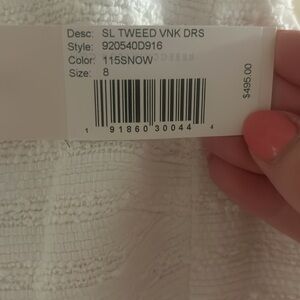 Desc: SL TWEED VNK DRS
Style: 920540D916
Color: 115SNOW
Size: 8
1 91860 30044 4
$495.00